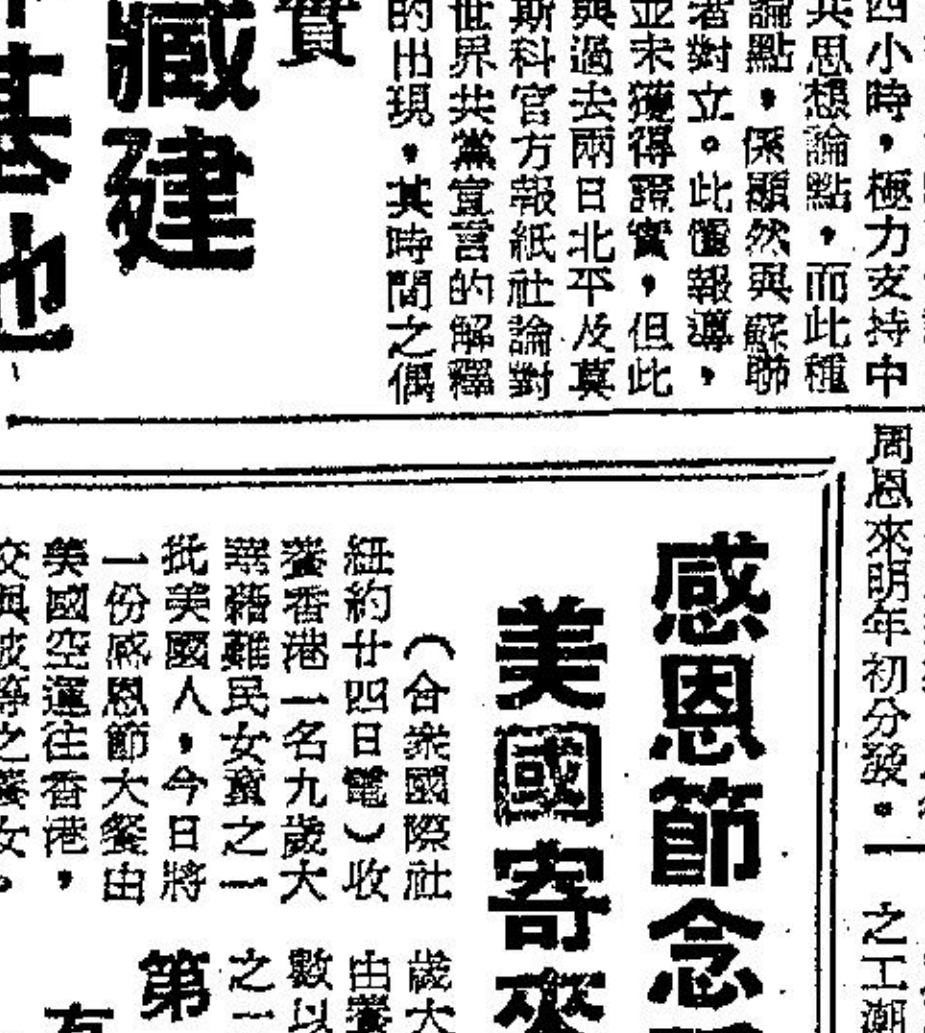 四小時,極力支持中
共思想論點,而此種
論點,係顯然與蘇聯
者對立。此儘報導,
並未獲得證實,但此
與過去兩日北平及莫
斯科官方報紙社論對
世界共黨宣言的解釋
的出現,其時間之偶
實
藏建
基也
周恩來明年初分發。
之工潮
感恩節念
美國寄來
(合衆國際社
紐約廿四日電)收
養香港一名九歲大
異籍難民女童之一
批美國人,今日將
一份感恩節大餐由
美國空運往香港,
交與彼等之養女。
歲大
由養
數以
之一
第
有